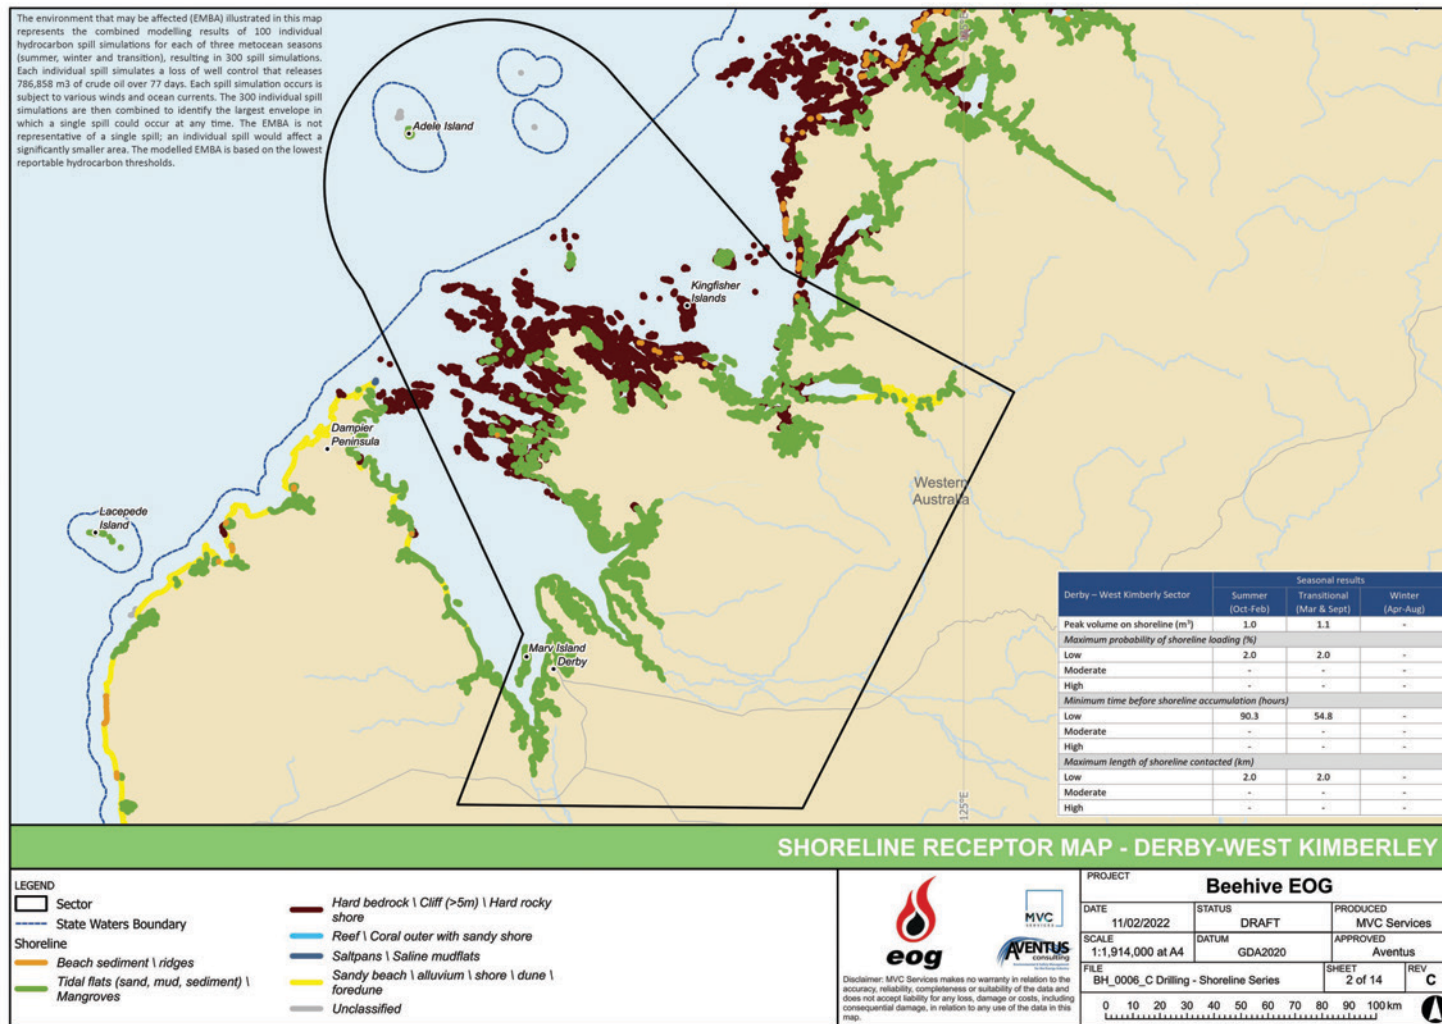 The environment that may be affected (EMBA) illustrated in this map
represents the combined modelling results of 100 individual
hydrocarbon spill simulations for each of three metocean seasons
(summer, winter and transition), resulting in 300 spill simulations.
Each individual spill simulates a loss of well control that releases
786,858 m3 of crude oil over 77 days. Each spill simulation occurs is
subject to various winds and ocean currents. The 300 individual spill
simulations are then combined to identify the largest envelope in
which a single spill could occur at any time. The EMBA is not
representative of a single spill; an individual spill would affect a
significantly smaller area. The modelled EMBA is based on the lowest
reportable hydrocarbon thresholds.
125°E
Adele Island
Kingfisher
Islands
Dampier
Peninsula
Lacepede
Island
Western
Australia
Mary Island
Derby
125°E
Derby – West Kimberly Sector
Seasonal results
Summer
(Oct-Feb)
Transitional
(Mar & Sept)
Winter
(Apr-Aug)
Peak volume on shoreline (m³) 1.0 1.1 -
Maximum probability of shoreline loading (%)
Low 2.0 2.0 -
Moderate - - -
High - - -
Minimum time before shoreline accumulation (hours)
Low 90.3 54.8 -
Moderate - - -
High - - -
Maximum length of shoreline contacted (km)
Low 2.0 2.0 -
Moderate - - -
High - - -
SHORELINE RECEPTOR MAP - DERBY-WEST KIMBERLEY
LEGEND
Sector
State Waters Boundary
Shoreline
Beach sediment \ ridges
Tidal flats (sand, mud, sediment) \
Mangroves
Hard bedrock \ Cliff (>5m) \ Hard rocky
shore
Reef \ Coral outer with sandy shore
Saltpans \ Saline mudflats
Sandy beach \ alluvium \ shore \ dune \
foredune
Unclassified
eog
MVC
SERVICES
AVENTUS
consulting
Disclaimer: MVC Services makes no warranty in relation to the
accuracy, reliability, completeness or suitability of the data and
does not accept liability for any loss, damage or costs, including
consequential damage, in relation to any use of the data in this
map.
PROJECT
Beehive EOG
DATE
11/02/2022
STATUS
DRAFT
PRODUCED
MVC Services
SCALE
1:1,914,000 at A4
DATUM
GDA2020
APPROVED
Aventus
FILE
BH_0006_C Drilling - Shoreline Series
SHEET
2 of 14
REV
C
0 10 20 30 40 50 60 70 80 90 100 km